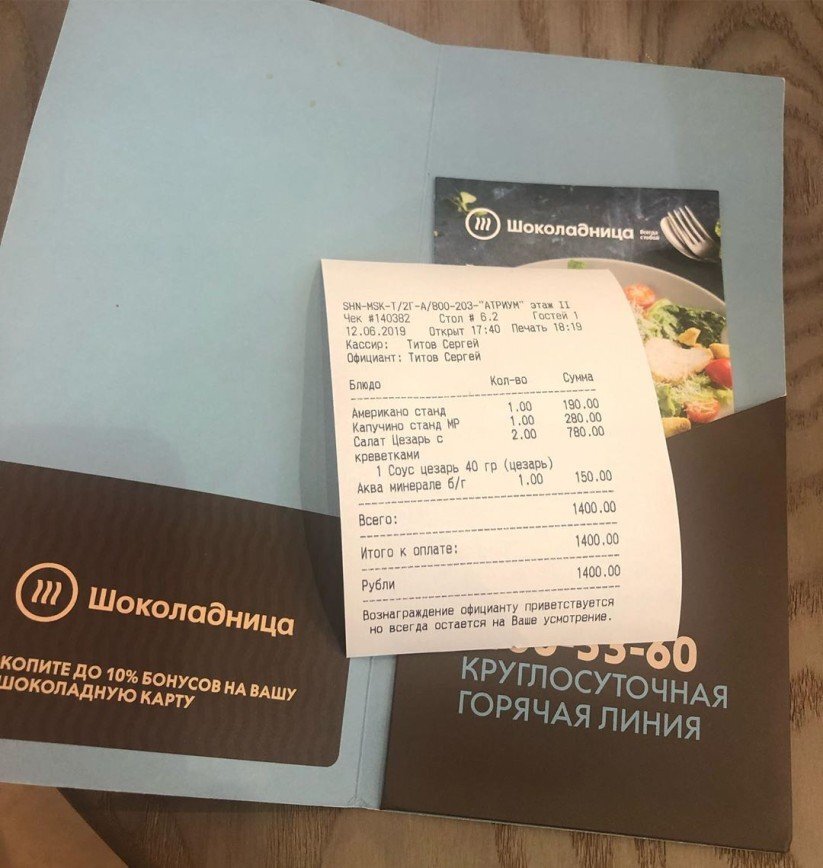 Шоколадница
Всегда
с тобой
SHN-MSK-T/2Г-А/800-203-"АТРИУМ" этаж II
Чек #140382 Стол # 6.2 Гостей 1
12.06.2019 Открыт 17:40 Печать 18:19
Кассир: Титов Сергей
Официант: Титов Сергей
Блюдо Кол-во Сумма
Американо станд 1.00 190.00
Капучино станд МР 1.00 280.00
Салат Цезарь с 2.00 780.00
креветками
1 Соус цезарь 40 гр (цезарь)
Аква минерале б/г 1.00 150.00
Всего: 1400.00
Итого к оплате: 1400.00
Рубли 1400.00
Вознаграждение официанту приветствуется
но всегда остается на Ваше усмотрение.
Шоколадница
КОПИТЕ ДО 10% БОНУСОВ НА ВАШУ
ШОКОЛАДНУЮ КАРТУ
-33-60
КРУГЛОСУТОЧНАЯ
ГОРЯЧАЯ ЛИНИЯ